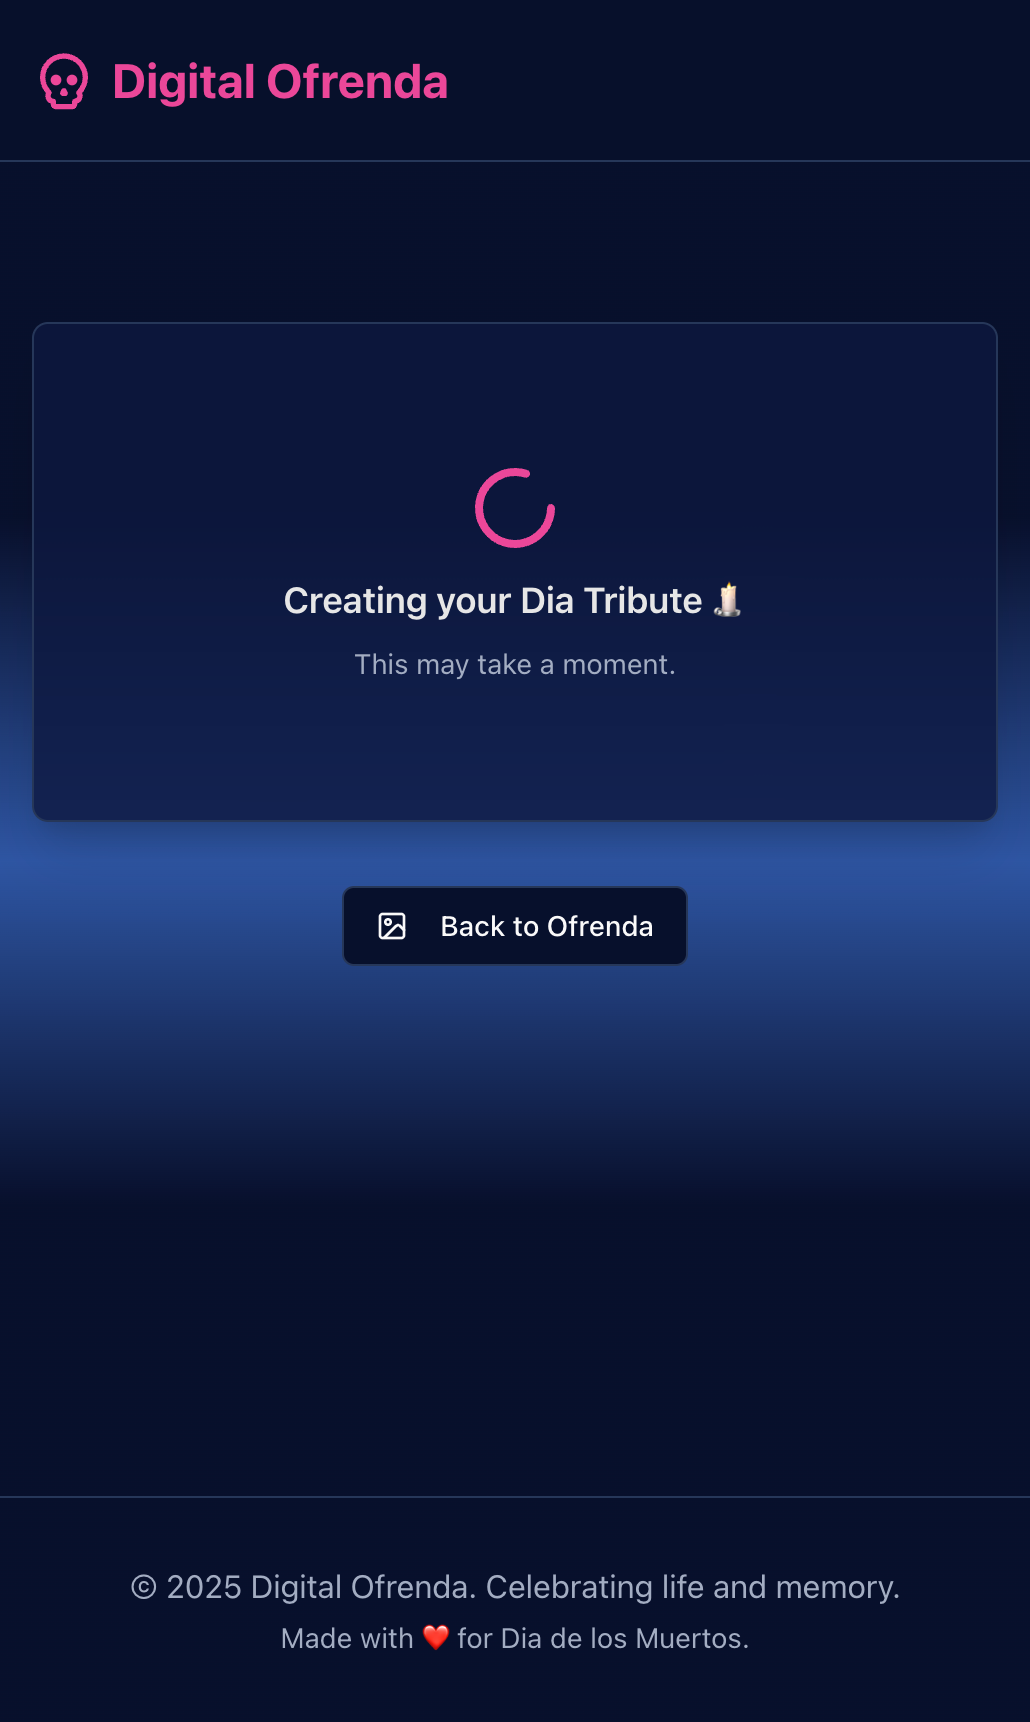 Digital Ofrenda
Creating your Dia Tribute 🕯️
This may take a moment.
Back to Ofrenda
© 2025 Digital Ofrenda. Celebrating life and memory.
Made with ❤️ for Dia de los Muertos.